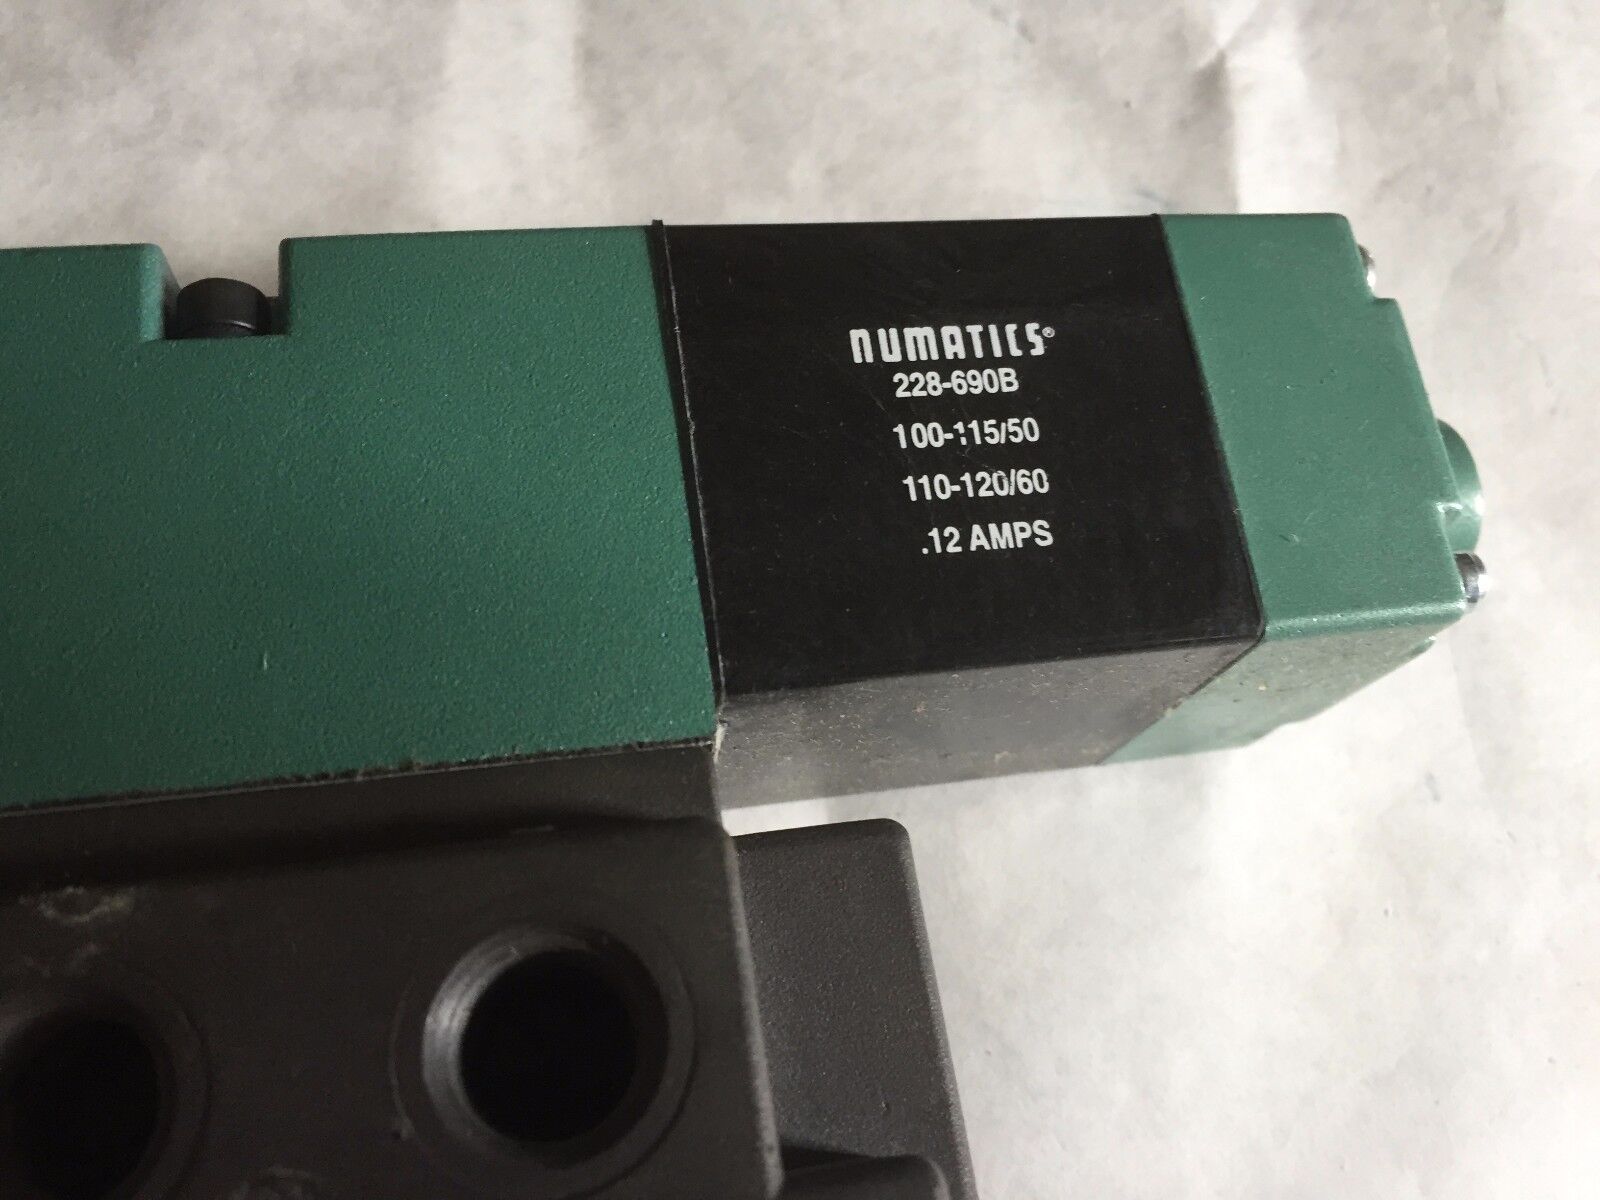 numatics®
228-690B
100-115/50
110-120/60
.12 AMPS